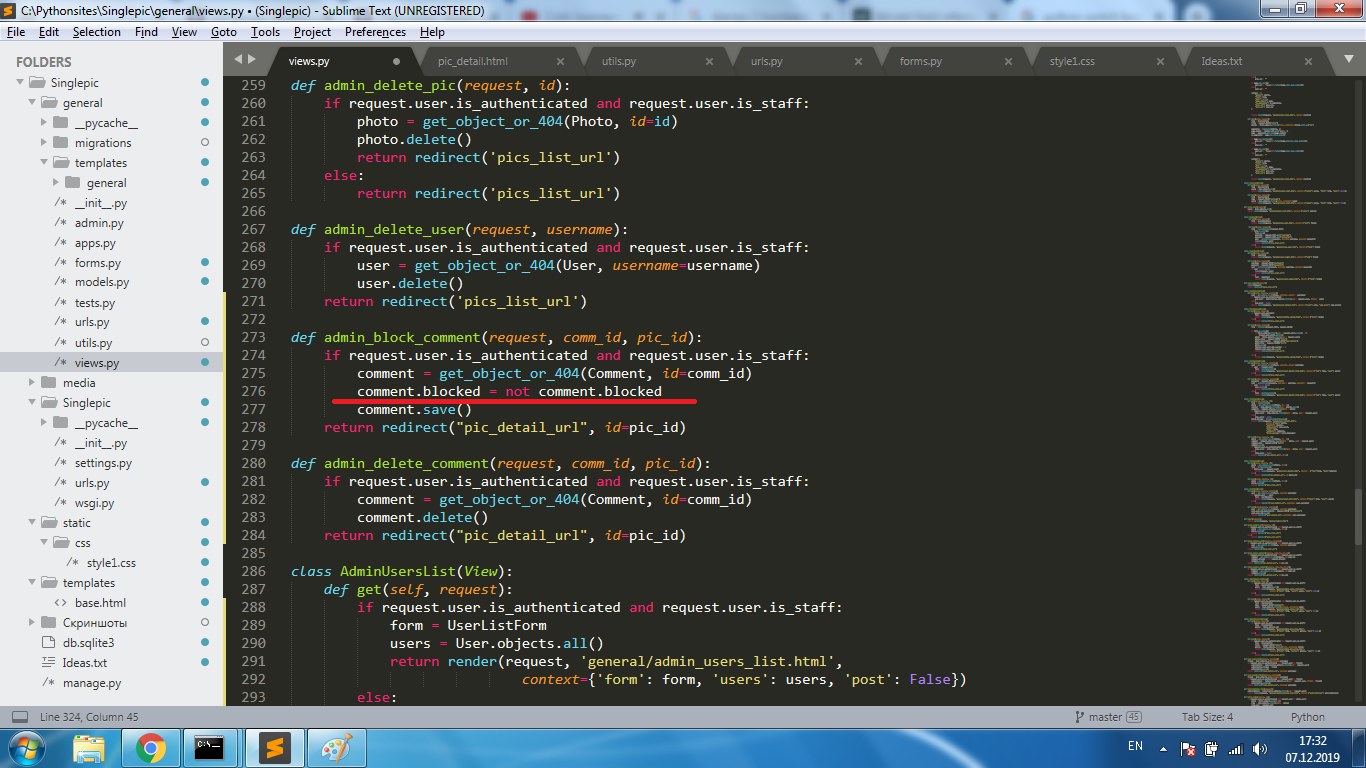 C:\Pythonsites\Singlepic\general\views.py • (Singlepic) - Sublime Text (UNREGISTERED)
File Edit Selection Find View Goto Tools Project Preferences Help
FOLDERS
Singlepic
general
__pycache__
migrations
templates
general
/* __init__.py
/* admin.py
/* apps.py
/* forms.py
/* models.py
/* tests.py
/* urls.py
/* utils.py
/* views.py
media
Singlepic
__pycache__
/* __init__.py
/* settings.py
/* urls.py
/* wsgi.py
static
css
/* style1.css
templates
<> base.html
Скриншоты
db.sqlite3
Ideas.txt
/* manage.py
views.py pic_detail.html utils.py urls.py forms.py style1.css Ideas.txt
259 def admin_delete_pic(request, id):
260 if request.user.is_authenticated and request.user.is_staff:
261 photo = get_object_or_404(Photo, id=id)
262 photo.delete()
263 return redirect('pics_list_url')
264 else:
265 return redirect('pics_list_url')
266
267 def admin_delete_user(request, username):
268 if request.user.is_authenticated and request.user.is_staff:
269 user = get_object_or_404(User, username=username)
270 user.delete()
271 return redirect('pics_list_url')
272
273 def admin_block_comment(request, comm_id, pic_id):
274 if request.user.is_authenticated and request.user.is_staff:
275 comment = get_object_or_404(Comment, id=comm_id)
276 comment.blocked = not comment.blocked
277 comment.save()
278 return redirect("pic_detail_url", id=pic_id)
279
280 def admin_delete_comment(request, comm_id, pic_id):
281 if request.user.is_authenticated and request.user.is_staff:
282 comment = get_object_or_404(Comment, id=comm_id)
283 comment.delete()
284 return redirect("pic_detail_url", id=pic_id)
285
286 class AdminUsersList(View):
287 def get(self, request):
288 if request.user.is_authenticated and request.user.is_staff:
289 form = UserListForm
290 users = User.objects.all()
291 return render(request, 'general/admin_users_list.html',
292 context={'form': form, 'users': users, 'post': False})
293 else:
Line 324, Column 45 master 45 Tab Size: 4 Python
EN 17:32
07.12.2019